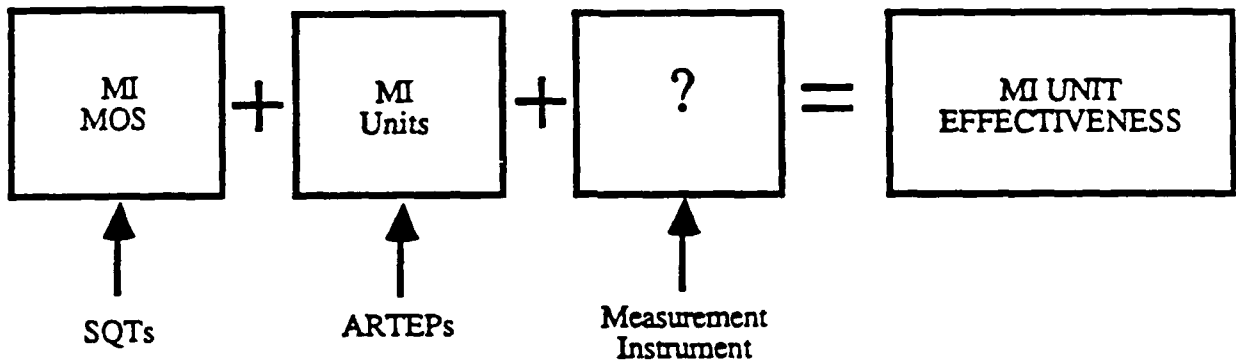 MI
MOS
+
MI
Units
+
?
=
MI UNIT
EFFECTIVENESS
SQTs
ARTEPs
Measurement
Instrument